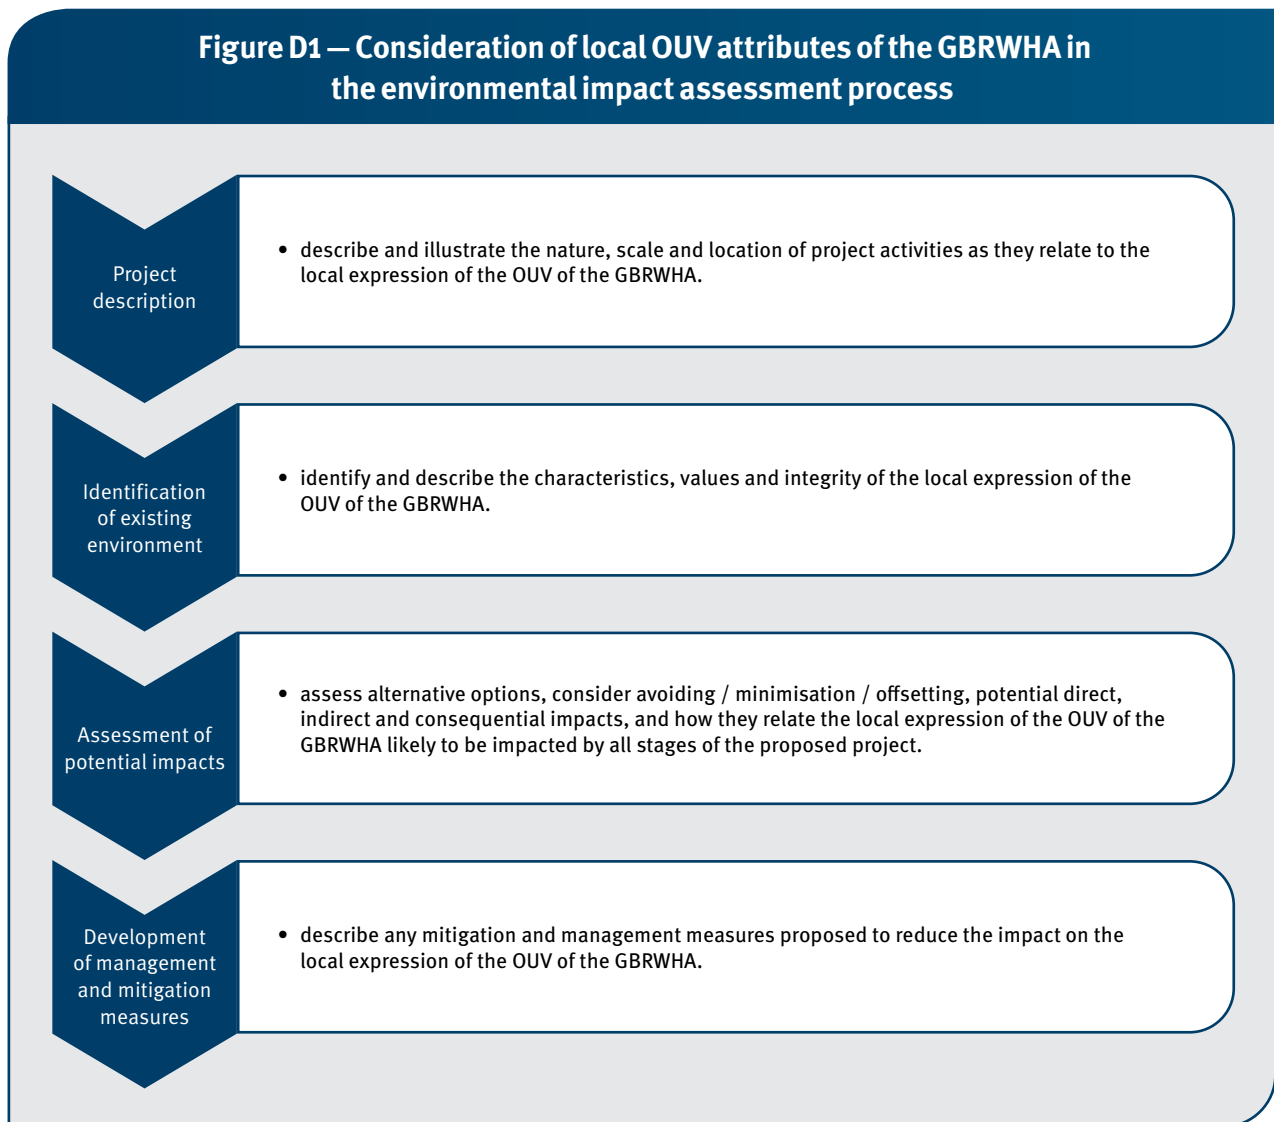 Figure D1 — Consideration of local OUV attributes of the GBRWHA in
the environmental impact assessment process
Project
description
• describe and illustrate the nature, scale and location of project activities as they relate to the
local expression of the OUV of the GBRWHA.
Identification
of existing
environment
• identify and describe the characteristics, values and integrity of the local expression of the
OUV of the GBRWHA.
Assessment of
potential impacts
• assess alternative options, consider avoiding / minimisation / offsetting, potential direct,
indirect and consequential impacts, and how they relate the local expression of the OUV of the
GBRWHA likely to be impacted by all stages of the proposed project.
Development
of management
and mitigation
measures
• describe any mitigation and management measures proposed to reduce the impact on the
local expression of the OUV of the GBRWHA.